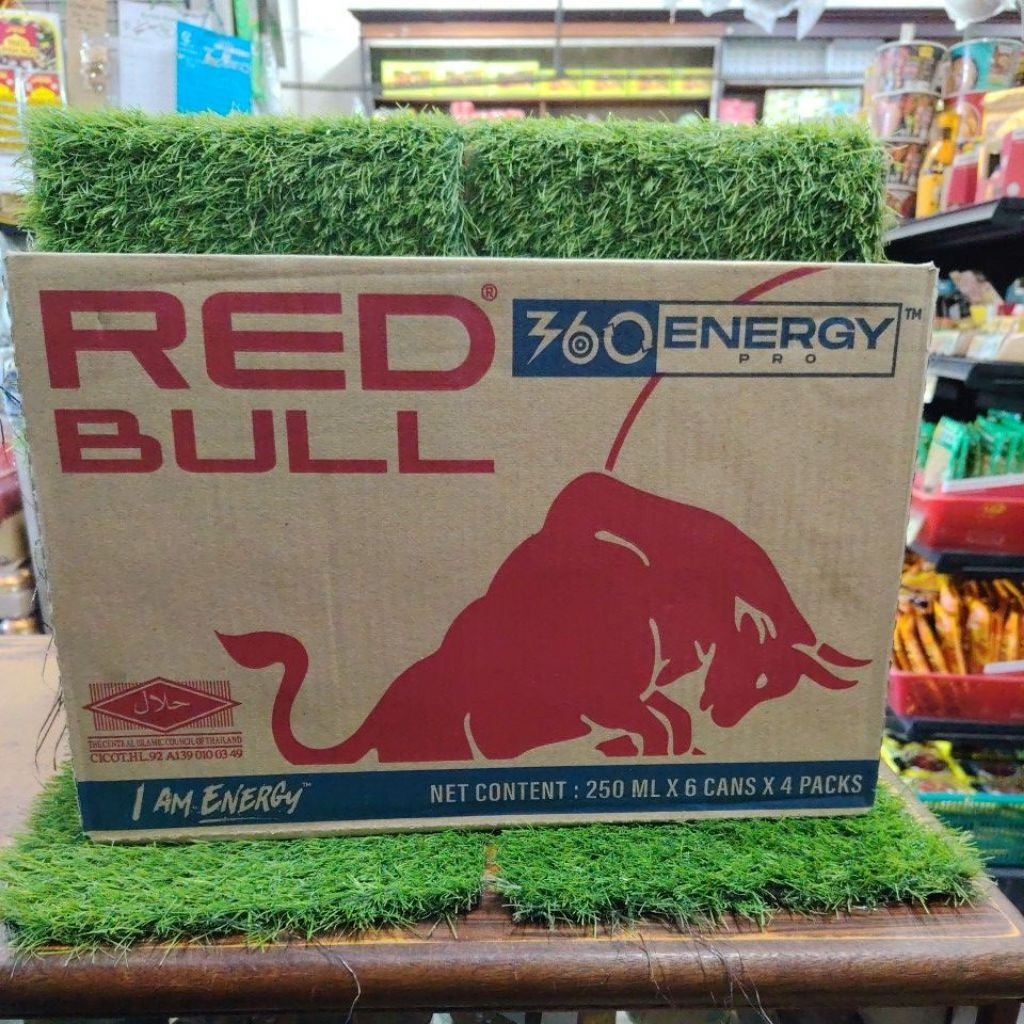 RED®
BULL
360 ENERGY™
PRO
حلال
THE CENTRAL ISLAMIC COUNCIL OF THAILAND
CICOT.HL.92 A139 010 03 49
I AM ENERGY™
NET CONTENT : 250 ML X 6 CANS X 4 PACKS